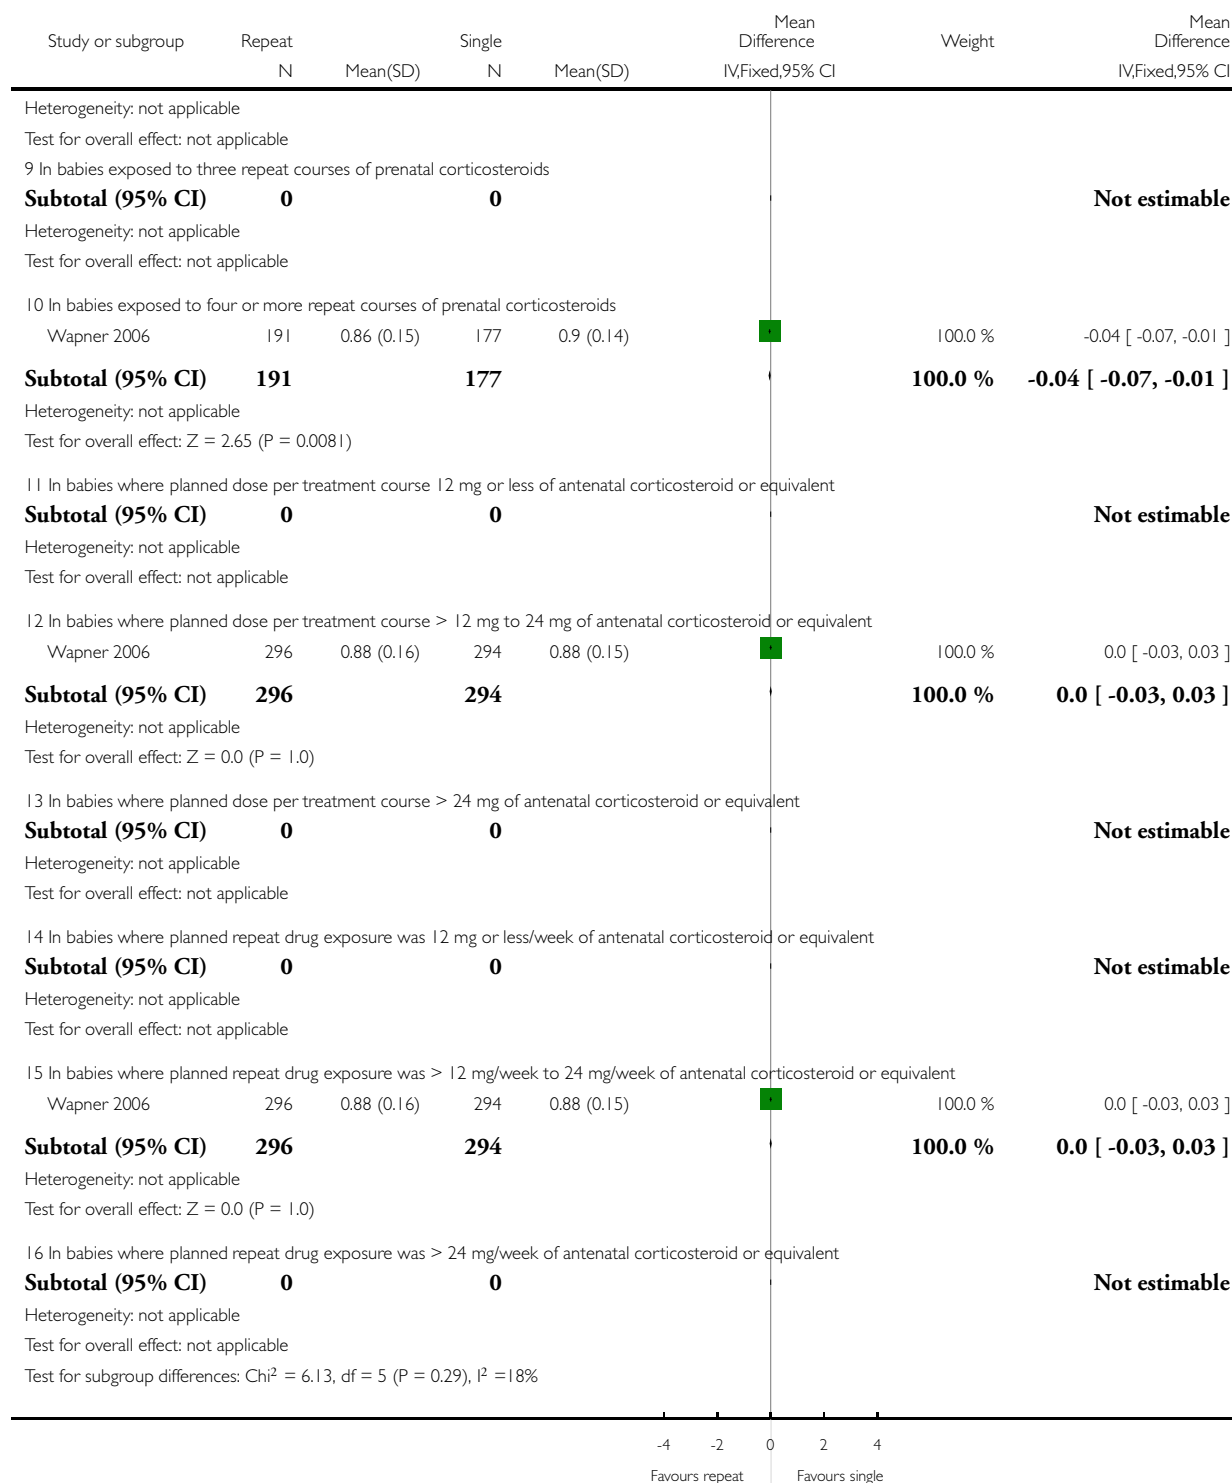 Study or subgroup Repeat Single Mean Difference Weight Mean Difference
N Mean(SD) N Mean(SD) IV,Fixed,95% CI IV,Fixed,95% CI
Heterogeneity: not applicable
Test for overall effect: not applicable
9 In babies exposed to three repeat courses of prenatal corticosteroids
Subtotal (95% CI) 0 0 Not estimable
Heterogeneity: not applicable
Test for overall effect: not applicable
10 In babies exposed to four or more repeat courses of prenatal corticosteroids
Wapner 2006 191 0.86 (0.15) 177 0.9 (0.14) 100.0 % -0.04 [ -0.07, -0.01 ]
Subtotal (95% CI) 191 177 100.0 % -0.04 [ -0.07, -0.01 ]
Heterogeneity: not applicable
Test for overall effect: Z = 2.65 (P = 0.0081)
11 In babies where planned dose per treatment course 12 mg or less of antenatal corticosteroid or equivalent
Subtotal (95% CI) 0 0 Not estimable
Heterogeneity: not applicable
Test for overall effect: not applicable
12 In babies where planned dose per treatment course > 12 mg to 24 mg of antenatal corticosteroid or equivalent
Wapner 2006 296 0.88 (0.16) 294 0.88 (0.15) 100.0 % 0.0 [ -0.03, 0.03 ]
Subtotal (95% CI) 296 294 100.0 % 0.0 [ -0.03, 0.03 ]
Heterogeneity: not applicable
Test for overall effect: Z = 0.0 (P = 1.0)
13 In babies where planned dose per treatment course > 24 mg of antenatal corticosteroid or equivalent
Subtotal (95% CI) 0 0 Not estimable
Heterogeneity: not applicable
Test for overall effect: not applicable
14 In babies where planned repeat drug exposure was 12 mg or less/week of antenatal corticosteroid or equivalent
Subtotal (95% CI) 0 0 Not estimable
Heterogeneity: not applicable
Test for overall effect: not applicable
15 In babies where planned repeat drug exposure was > 12 mg/week to 24 mg/week of antenatal corticosteroid or equivalent
Wapner 2006 296 0.88 (0.16) 294 0.88 (0.15) 100.0 % 0.0 [ -0.03, 0.03 ]
Subtotal (95% CI) 296 294 100.0 % 0.0 [ -0.03, 0.03 ]
Heterogeneity: not applicable
Test for overall effect: Z = 0.0 (P = 1.0)
16 In babies where planned repeat drug exposure was > 24 mg/week of antenatal corticosteroid or equivalent
Subtotal (95% CI) 0 0 Not estimable
Heterogeneity: not applicable
Test for overall effect: not applicable
Test for subgroup differences: Chi² = 6.13, df = 5 (P = 0.29), I² =18%
-4 -2 0 2 4
Favours repeat Favours single